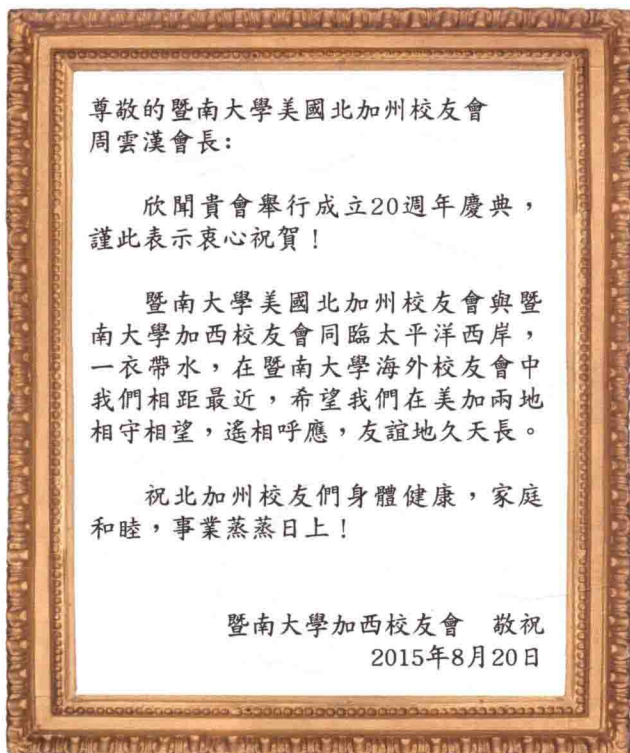 尊敬的暨南大學美國北加州校友會
周雲漢會長：
欣聞貴會舉行成立20週年慶典，
謹此表示衷心祝賀！
暨南大學美國北加州校友會與暨
南大學加西校友會同臨太平洋西岸，
一衣帶水，在暨南大學海外校友會中
我們相距最近，希望我們在美加兩地
相守相望，遙相呼應，友誼地久天長。
祝北加州校友們身體健康，家庭
和睦，事業蒸蒸日上！
暨南大學加西校友會　敬祝
2015年8月20日